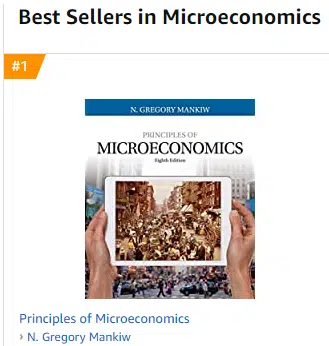 Best Sellers in Microeconomics
#1
N. GREGORY MANKIW
PRINCIPLES OF
MICROECONOMICS
Eighth Edition
Principles of Microeconomics
› N. Gregory Mankiw